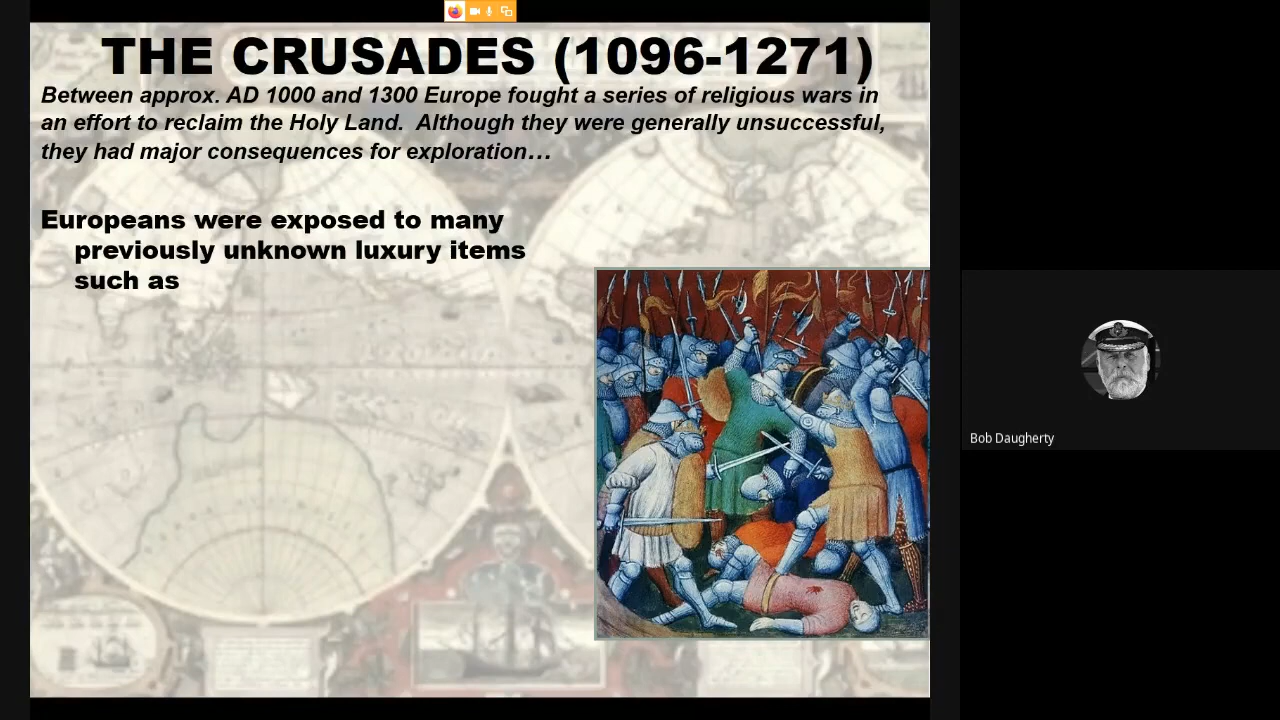 THE CRUSADES (1096-1271)
Between approx. AD 1000 and 1300 Europe fought a series of religious wars in
an effort to reclaim the Holy Land.  Although they were generally unsuccessful,
they had major consequences for exploration…
Europeans were exposed to many
previously unknown luxury items
such as
Bob Daugherty